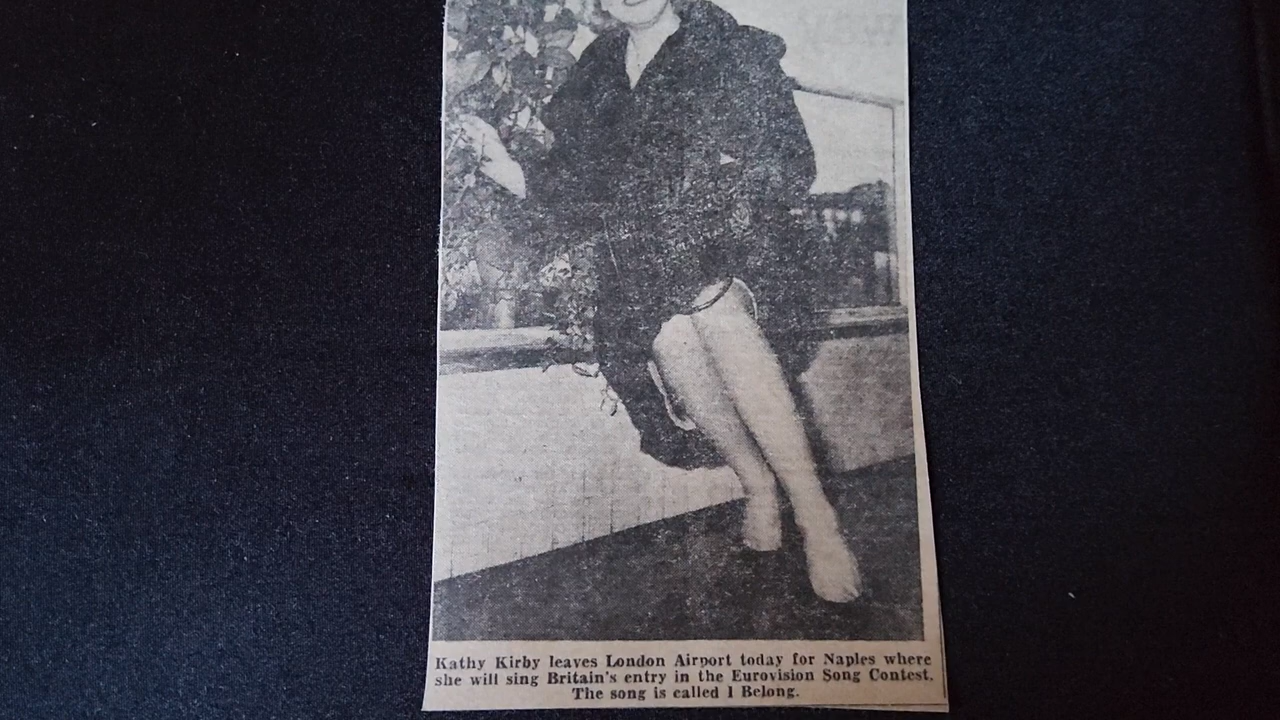 Kathy Kirby leaves London Airport today for Naples where
she will sing Britain's entry in the Eurovision Song Contest.
The song is called I Belong.